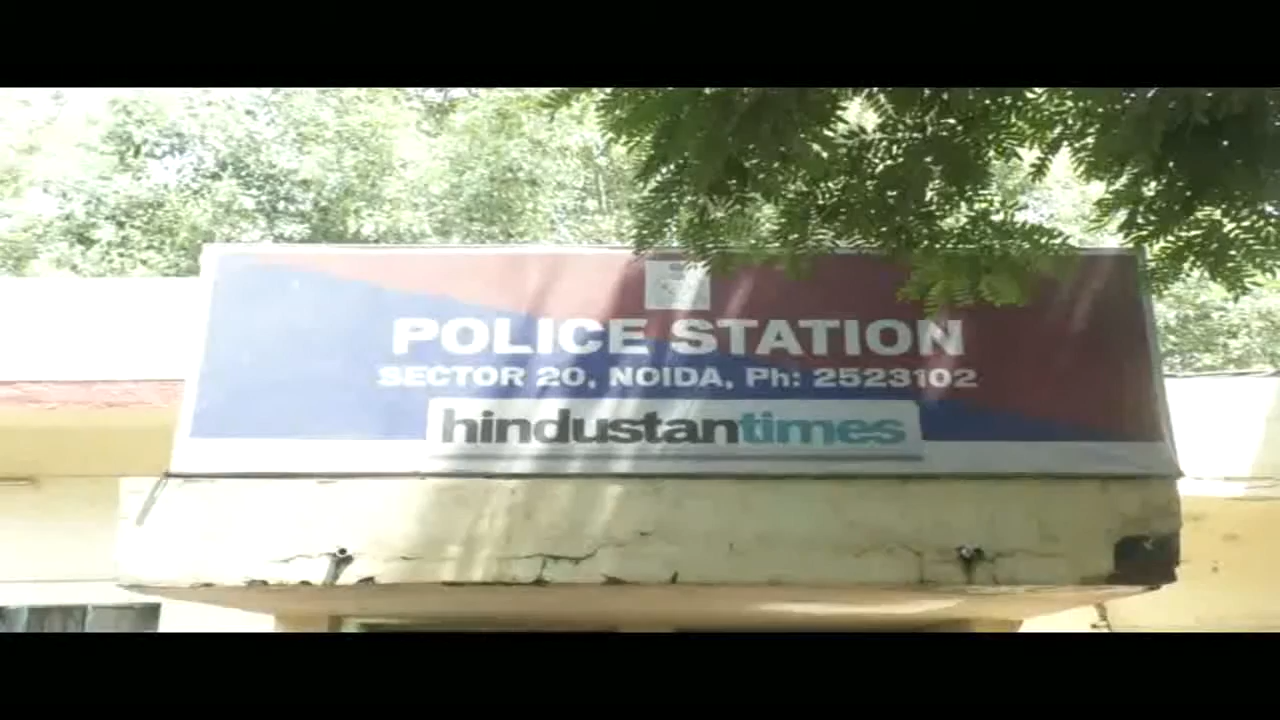 POLICE STATION
SECTOR 20, NOIDA, Ph: 2523102
hindustantimes